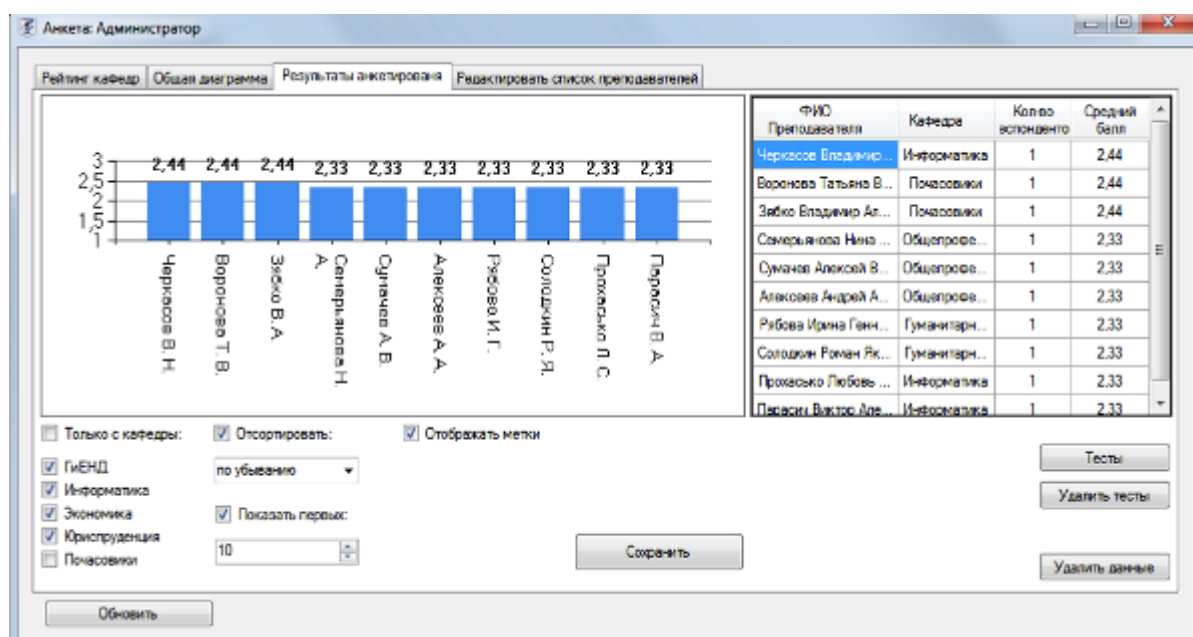 Анкета: Администратор
Рейтинг кафедр Общая диаграмма Результаты анкетированя Редактировать список преподавателей
3
2,5
2
1,5
1
2,44 2,44 2,44 2,33 2,33 2,33 2,33 2,33 2,33 2,33
Черкасов В. Н.
Воронова Т. В.
Зябко В. А.
Семерьянова Н. А.
Сумачев А. В.
Алексеев А. А.
Рябова И. Г.
Солодкин Р. Я.
Прохасько Л. С.
Парасич В. А.
ФИО Преподавателя Кафедра Кол-во еспонденто Средний балл
Черкасов Владимир... Информатика 1 2,44
Воронова Татьяна В... Почасовики 1 2,44
Зябко Владимир Ал... Почасовики 1 2,44
Семерьянова Нина ... Общепрофе... 1 2,33
Сумачев Алексей В... Общепрофе... 1 2,33
Алексеев Андрей А... Общепрофе... 1 2,33
Рябова Ирина Генн... Гуманитарн... 1 2,33
Солодкин Роман Як... Гуманитарн... 1 2,33
Прохасько Любовь ... Информатика 1 2,33
Парасич Виктор Але... Информатика 1 2,33
Только с кафедры: Отсортировать: Отображать метки
ГиЕНД
Информатика
Экономика
Юриспруденция
Почасовики
по убыванию
Показать первых:
10
Сохранить
Тесты
Удалить тесты
Удалить данные
Обновить